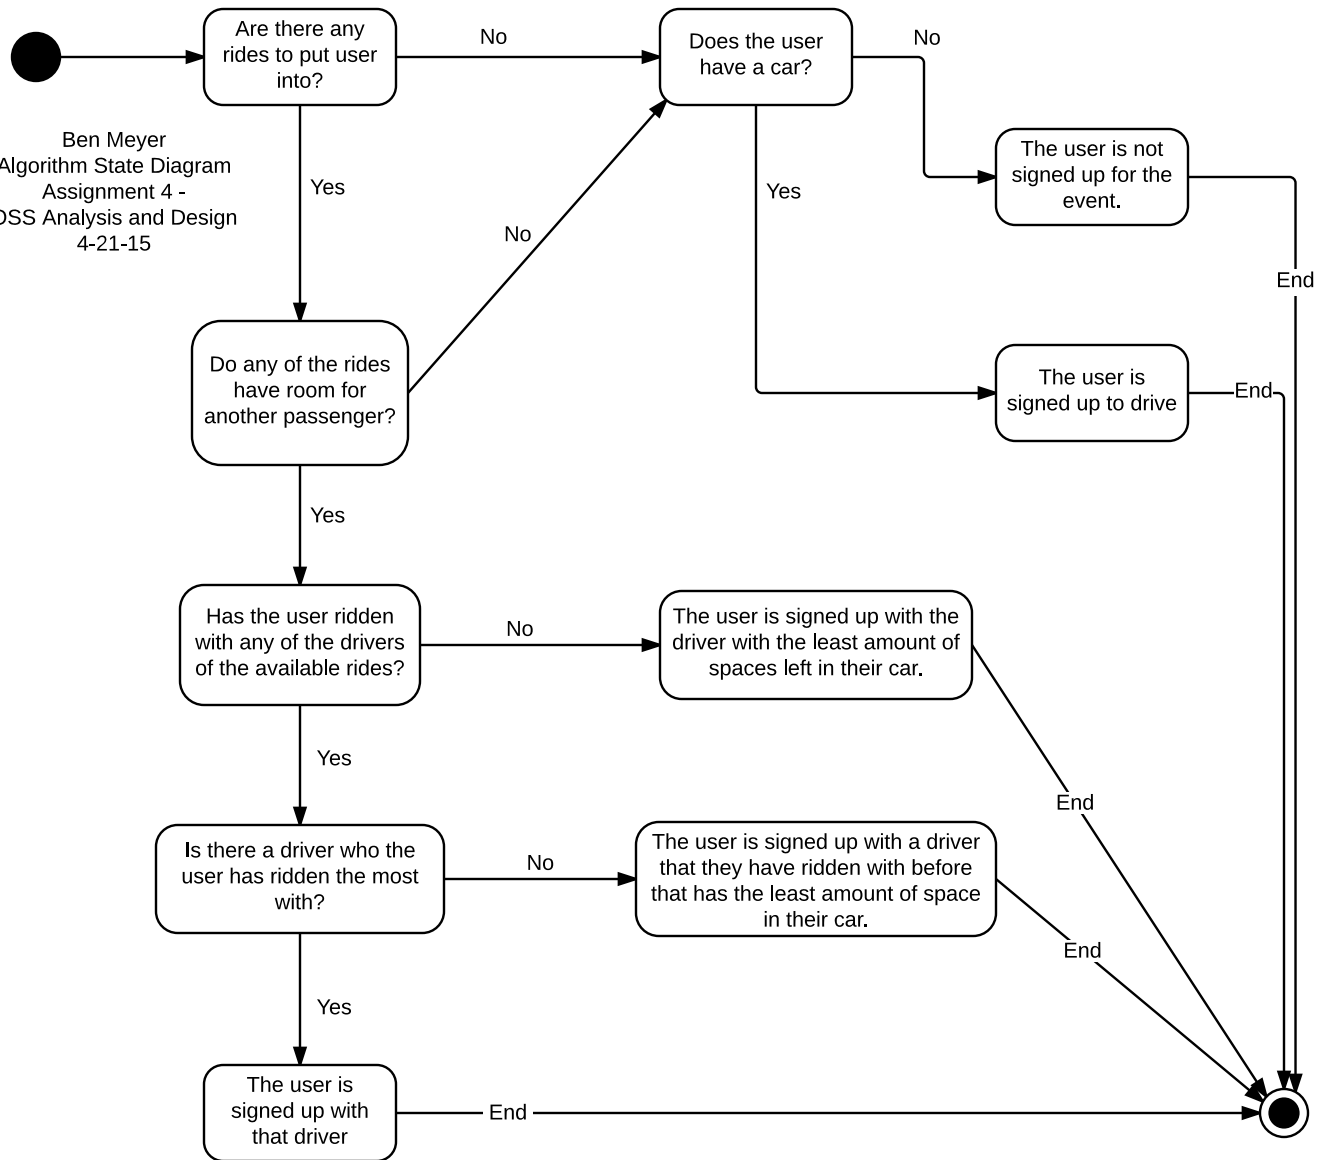 Are there any
rides to put user
into?
No
Does the user
have a car?
No
Ben Meyer
Algorithm State Diagram
Assignment 4 -
OSS Analysis and Design
4-21-15
Yes
Yes
The user is not
signed up for the
event.
No
End
Do any of the rides
have room for
another passenger?
The user is
signed up to drive
End
Yes
Has the user ridden
with any of the drivers
of the available rides?
No
The user is signed up with the
driver with the least amount of
spaces left in their car.
Yes
End
Is there a driver who the
user has ridden the most
with?
No
The user is signed up with a driver
that they have ridden with before
that has the least amount of space
in their car.
End
Yes
The user is
signed up with
that driver
End